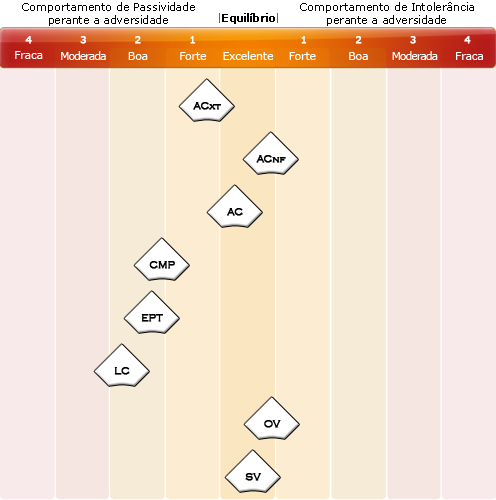 Comportamento de Passividade
perante a adversidade
|Equilíbrio|
Comportamento de Intolerância
perante a adversidade
4 3 2 1 1 2 3 4
Fraca Moderada Boa Forte Excelente Forte Boa Moderada Fraca
ACXT
ACNF
AC
CMP
EPT
LC
OV
SV